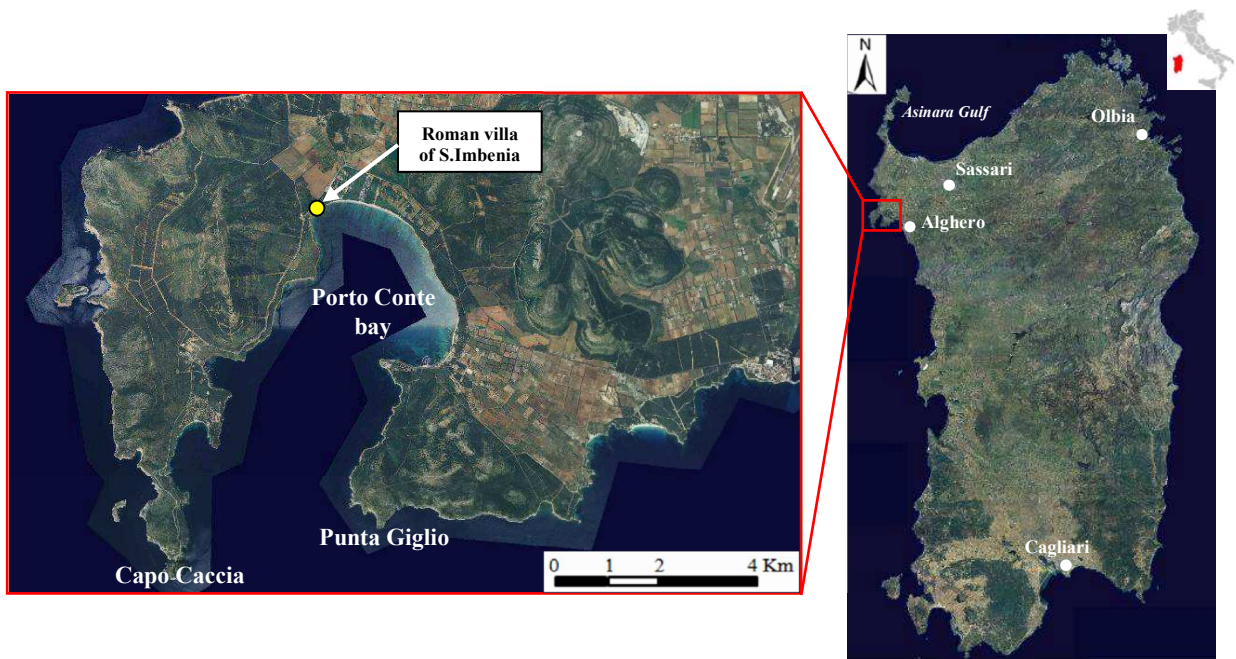 Roman villa
of S.Imbenia
Porto Conte
bay
Punta Giglio
Capo Caccia
0 1 2 4 Km
N
Asinara Gulf
Olbia
Sassari
Alghero
Cagliari